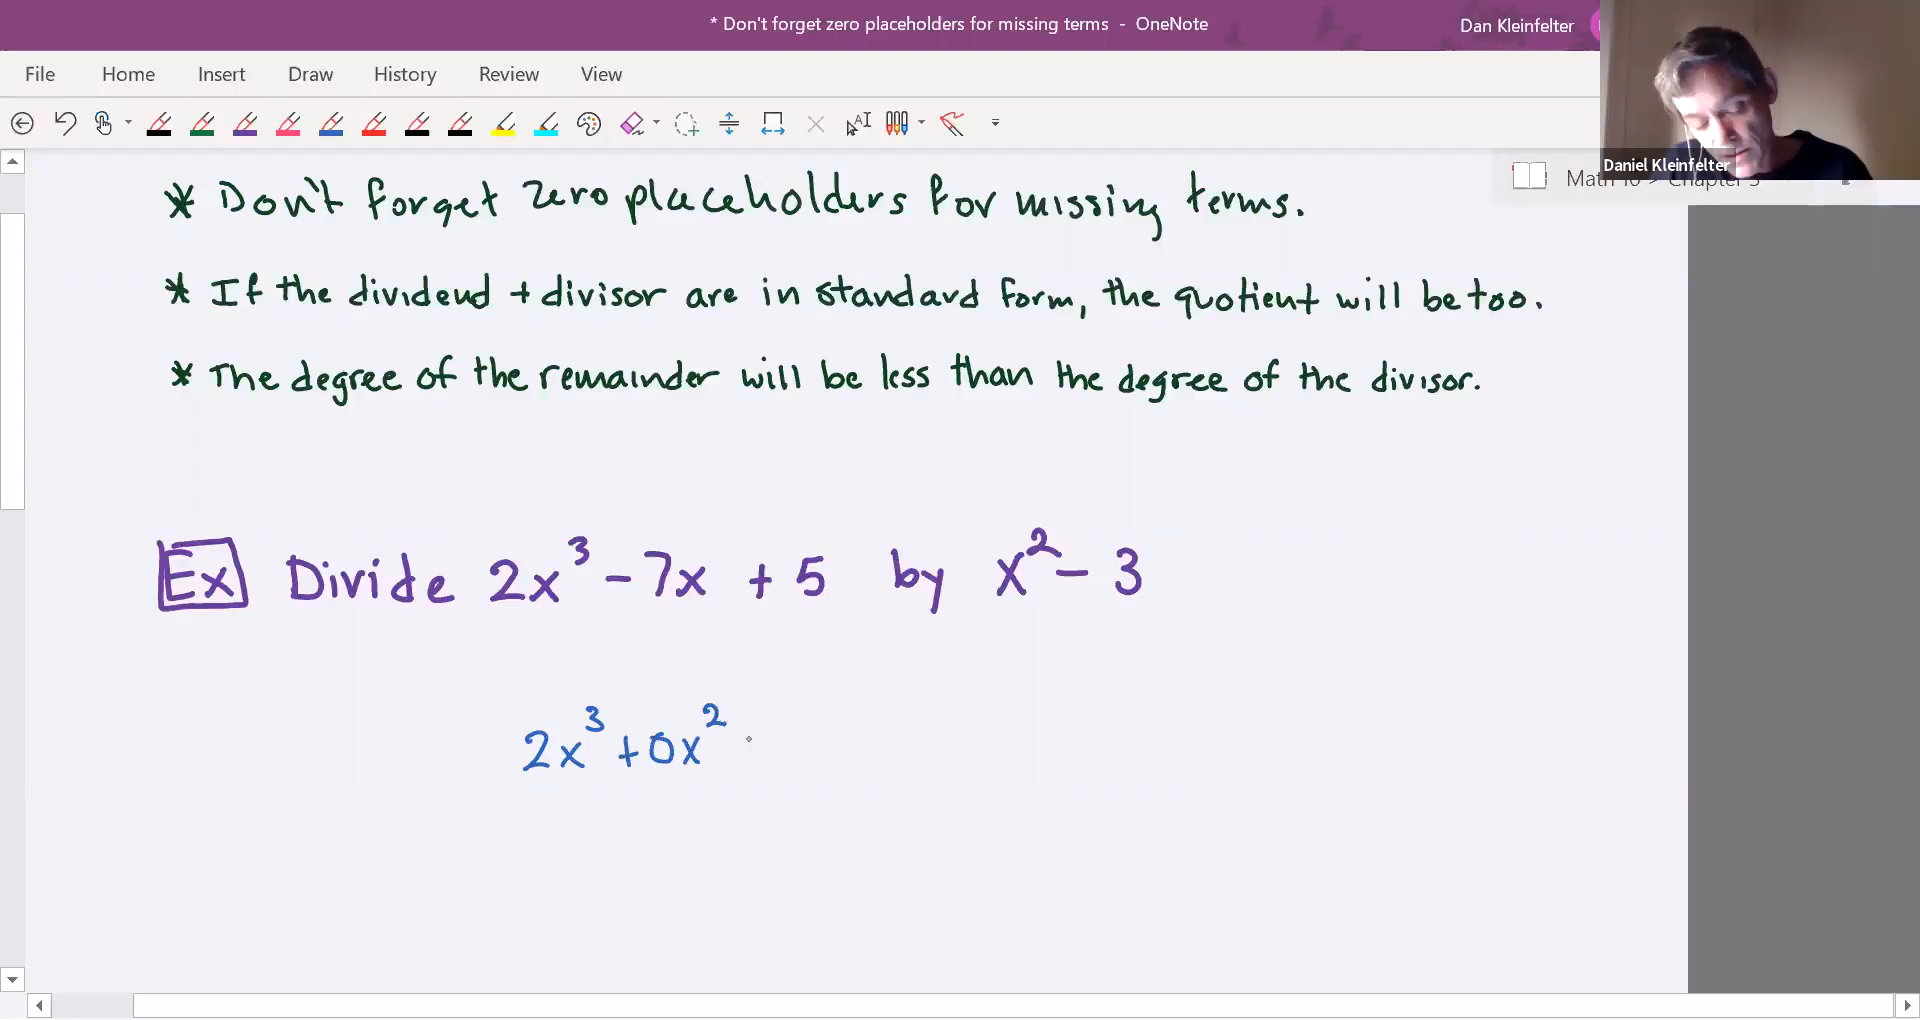 * Don't forget zero placeholders for missing terms - OneNote
Dan Kleinfelter
File Home Insert Draw History Review View
Daniel Kleinfelter
* Don't forget zero placeholders for missing terms.
* If the dividend + divisor are in standard form, the quotient will be too.
* The degree of the remainder will be less than the degree of the divisor.
Ex Divide 2x³ - 7x + 5 by x² - 3
2x³ + 0x²